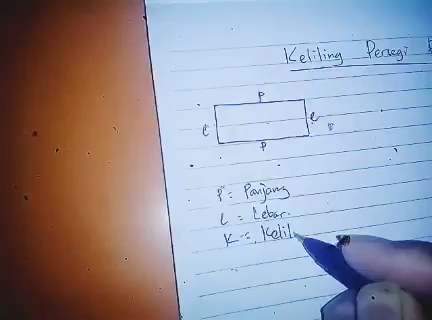 Keliling Persegi P
P
l l
P
P = Panjang
l = Lebar.
K = Kelil